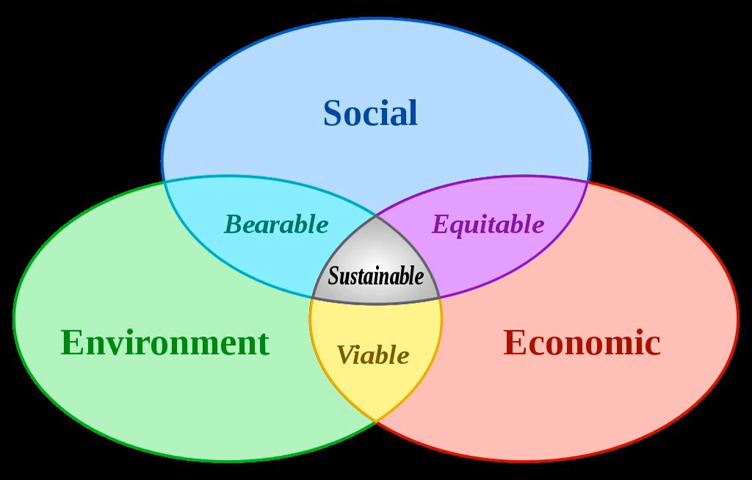 Social
Bearable
Equitable
Sustainable
Environment
Viable
Economic